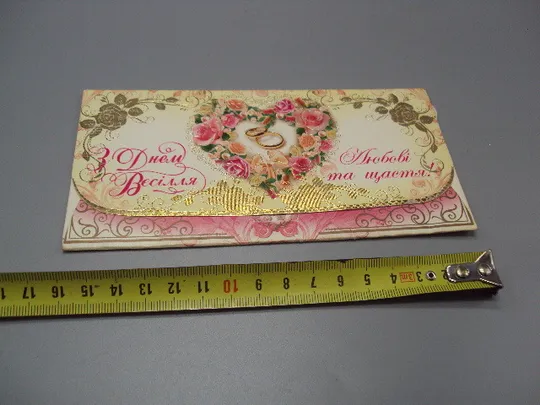 З Днем
Весілля
Любові
та щастя!
17 16 15 14 13 12 11 10 9 8 7 6 5 4 3m 3